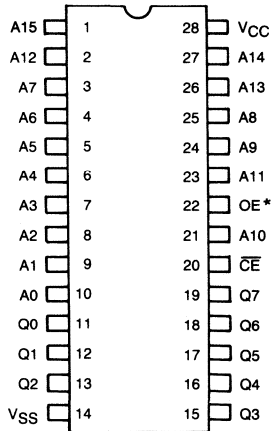 A15 1 28 VCC
A12 2 27 A14
A7 3 26 A13
A6 4 25 A8
A5 5 24 A9
A4 6 23 A11
A3 7 22 OE*
A2 8 21 A10
A1 9 20 C̅E̅
A0 10 19 Q7
Q0 11 18 Q6
Q1 12 17 Q5
Q2 13 16 Q4
VSS 14 15 Q3